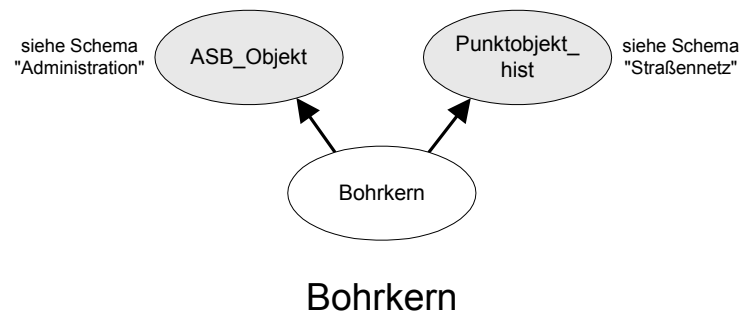 siehe Schema
"Administration"
ASB_Objekt
Punktobjekt_
hist
siehe Schema
"Straßennetz"
Bohrkern
Bohrkern